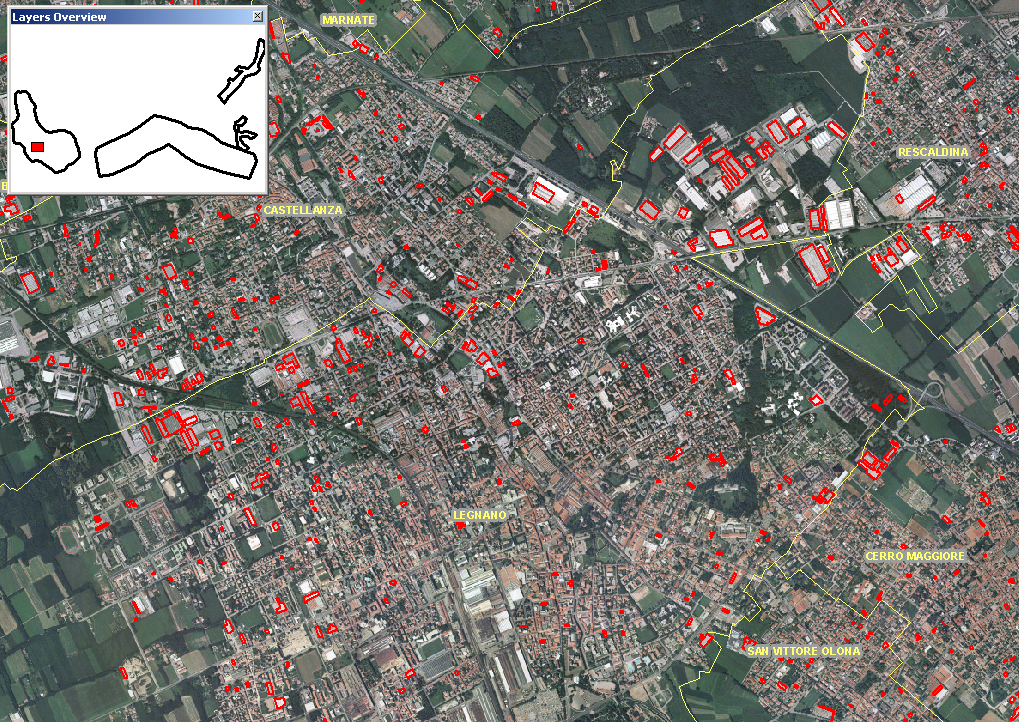 Layers Overview
MARNATE
RESCALDINA
B
CASTELLANZA
LEGNANO
CERRO MAGGIORE
SAN VITTORE OLONA